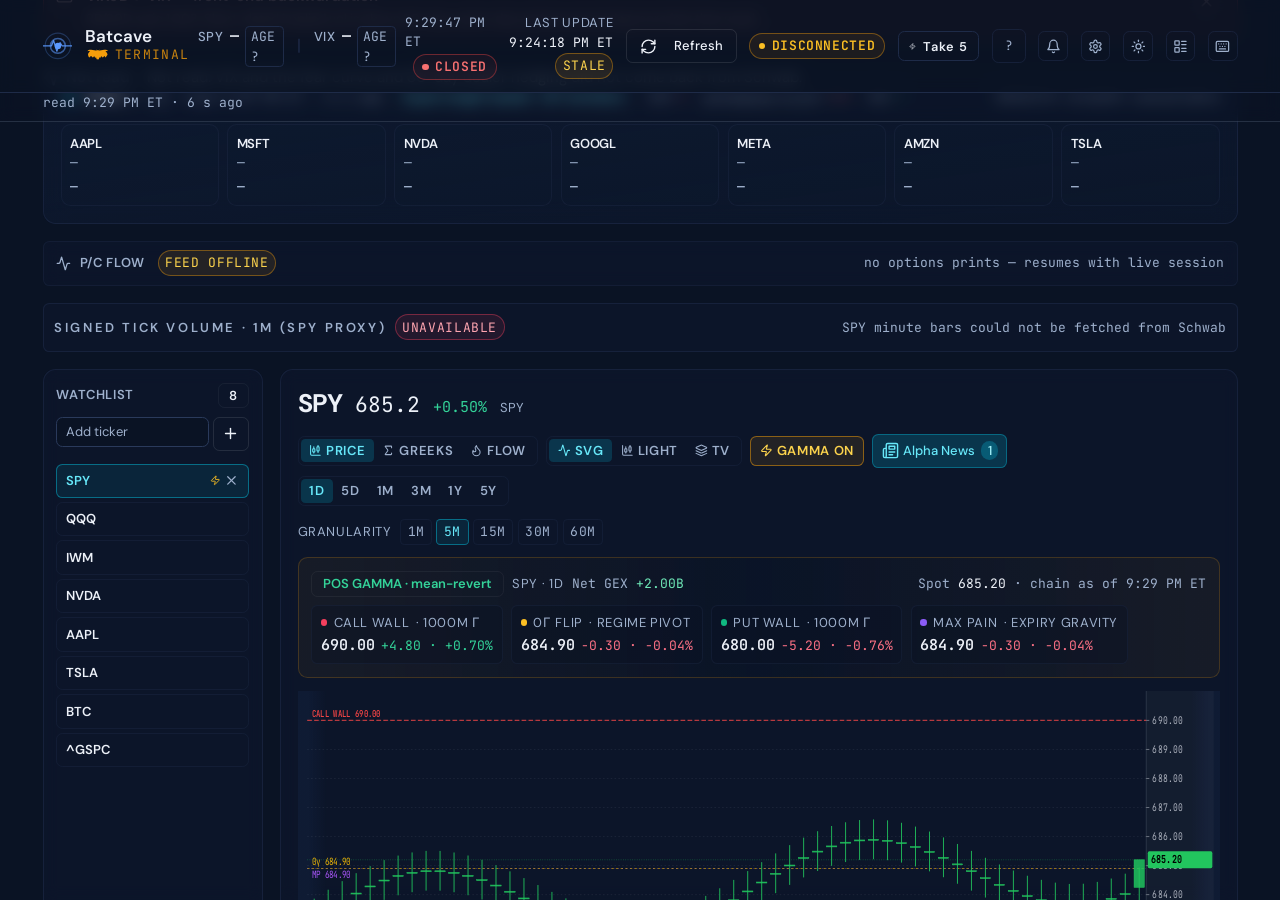 Batcave
TERMINAL
SPY — AGE ?
VIX — AGE ?
9:29:47 PM ET
CLOSED
LAST UPDATE
9:24:18 PM ET
STALE
Refresh
DISCONNECTED
Take 5
?
read 9:29 PM ET · 6 s ago
AAPL
—
—
MSFT
—
—
NVDA
—
—
GOOGL
—
—
META
—
—
AMZN
—
—
TSLA
—
—
P/C FLOW FEED OFFLINE
no options prints — resumes with live session
SIGNED TICK VOLUME · 1M (SPY PROXY) UNAVAILABLE
SPY minute bars could not be fetched from Schwab
WATCHLIST 8
Add ticker +
SPY
QQQ
IWM
NVDA
AAPL
TSLA
BTC
^GSPC
SPY 685.2 +0.50% SPY
PRICE GREEKS FLOW SVG LIGHT TV GAMMA ON Alpha News 1
1D 5D 1M 3M 1Y 5Y
GRANULARITY 1M 5M 15M 30M 60M
POS GAMMA · mean-revert SPY · 1D Net GEX +2.00B
Spot 685.20 · chain as of 9:29 PM ET
CALL WALL · 1000M Γ
690.00 +4.80 · +0.70%
0Γ FLIP · REGIME PIVOT
684.90 -0.30 · -0.04%
PUT WALL · 1000M Γ
680.00 -5.20 · -0.76%
MAX PAIN · EXPIRY GRAVITY
684.90 -0.30 · -0.04%
CALL WALL 690.00
690.00
689.00
688.00
687.00
686.00
685.20
0γ 684.90
MP 684.90
684.00